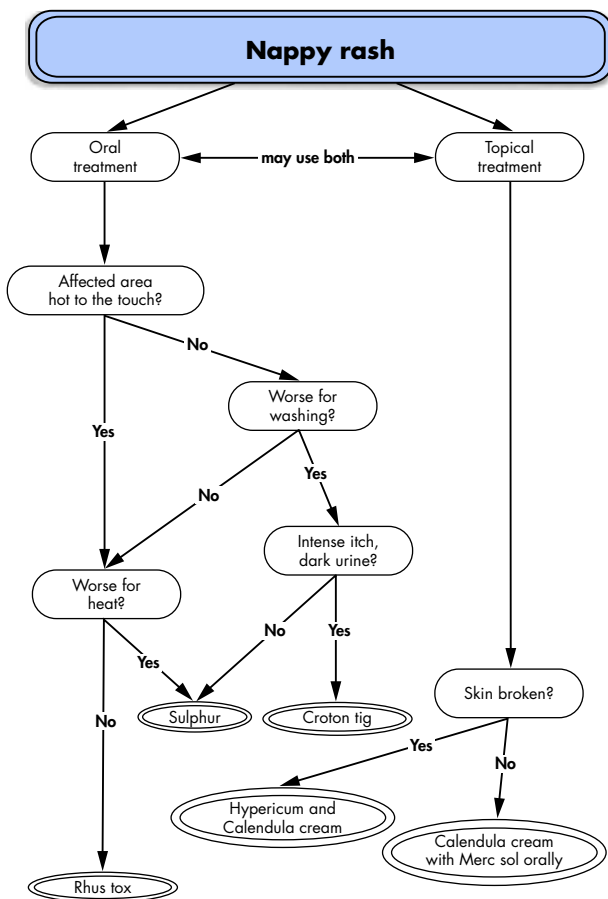 Nappy rash
Oral
treatment
may use both
Topical
treatment
Affected area
hot to the touch?
No
Worse for
washing?
Yes
No
Yes
Intense itch,
dark urine?
Worse for
heat?
No
Yes
Yes
Skin broken?
Sulphur
Croton tig
No
Yes
No
Hypericum and
Calendula cream
Calendula cream
with Merc sol orally
Rhus tox